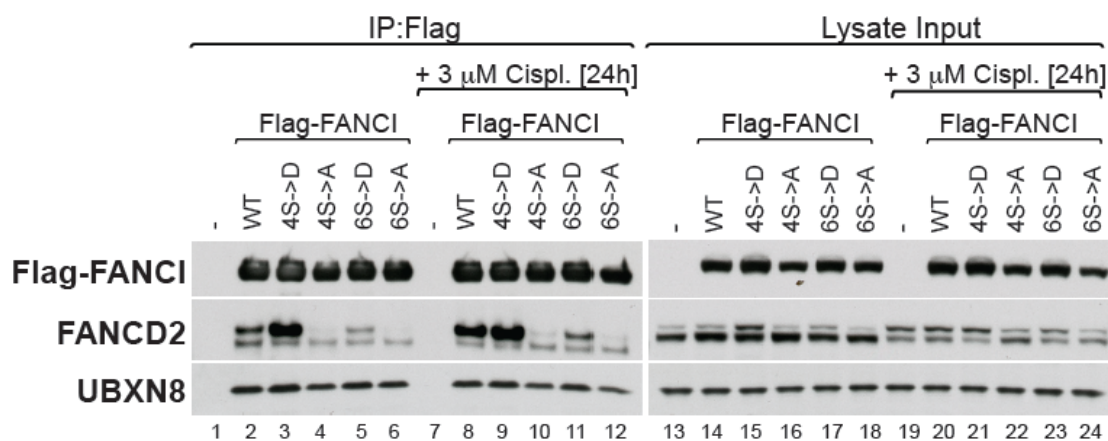 IP:Flag Lysate Input
+ 3 μM Cispl. [24h] + 3 μM Cispl. [24h]
Flag-FANCI Flag-FANCI Flag-FANCI Flag-FANCI
- WT 4S->D 4S->A 6S->D 6S->A - WT 4S->D 4S->A 6S->D 6S->A - WT 4S->D 4S->A 6S->D 6S->A - WT 4S->D 4S->A 6S->D 6S->A
Flag-FANCI
FANCD2
UBXN8
1 2 3 4 5 6 7 8 9 10 11 12 13 14 15 16 17 18 19 20 21 22 23 24